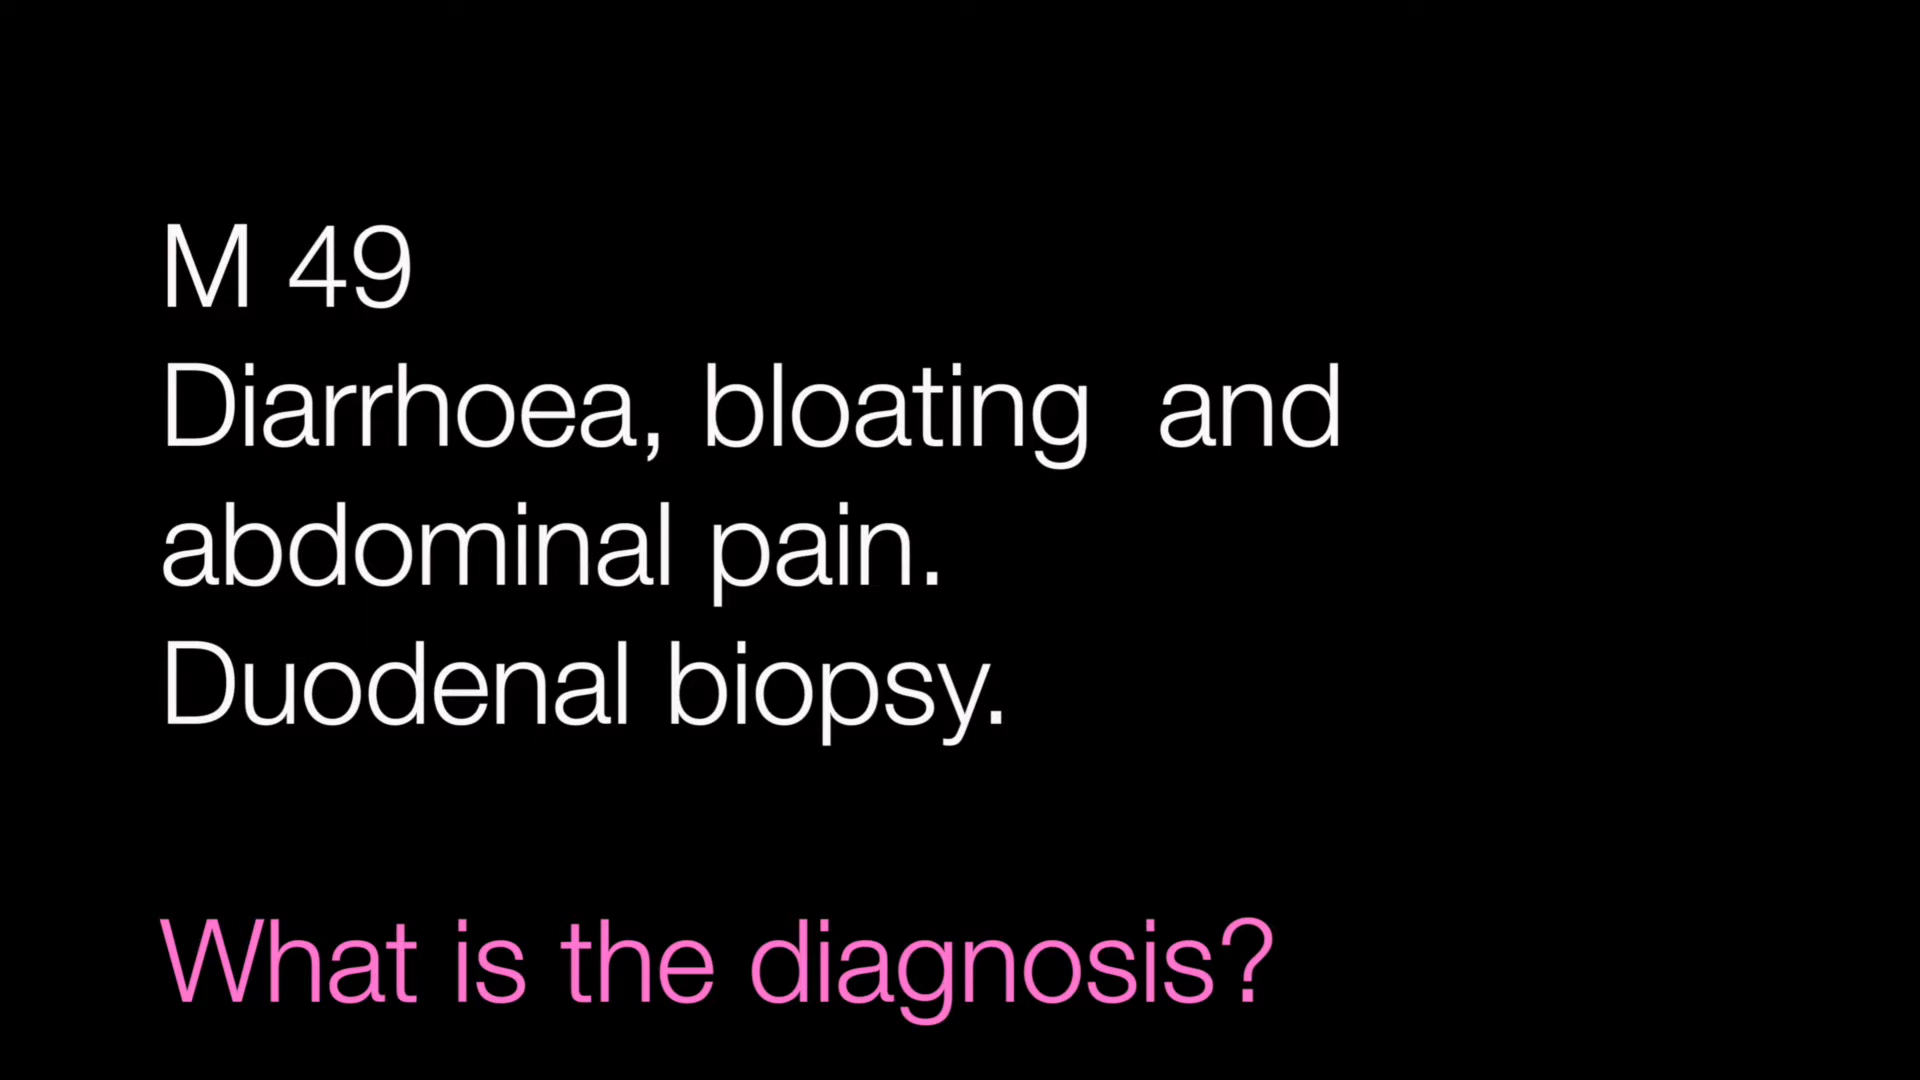 M 49
Diarrhoea, bloating  and
abdominal pain.
Duodenal biopsy.
What is the diagnosis?